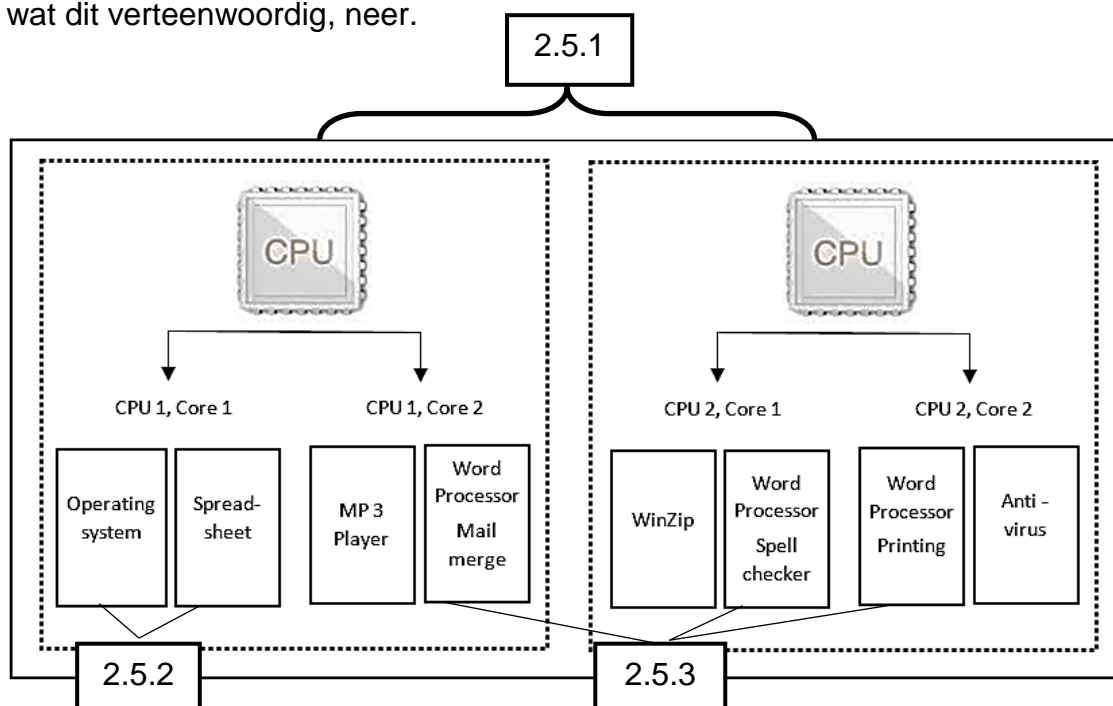 wat dit verteenwoordig, neer.
2.5.1
CPU
CPU
CPU 1, Core 1
CPU 1, Core 2
CPU 2, Core 1
CPU 2, Core 2
Operating
system
Spread-
sheet
MP 3
Player
Word
Processor
Mail
merge
WinZip
Word
Processor
Spell
checker
Word
Processor
Printing
Anti -
virus
2.5.2
2.5.3